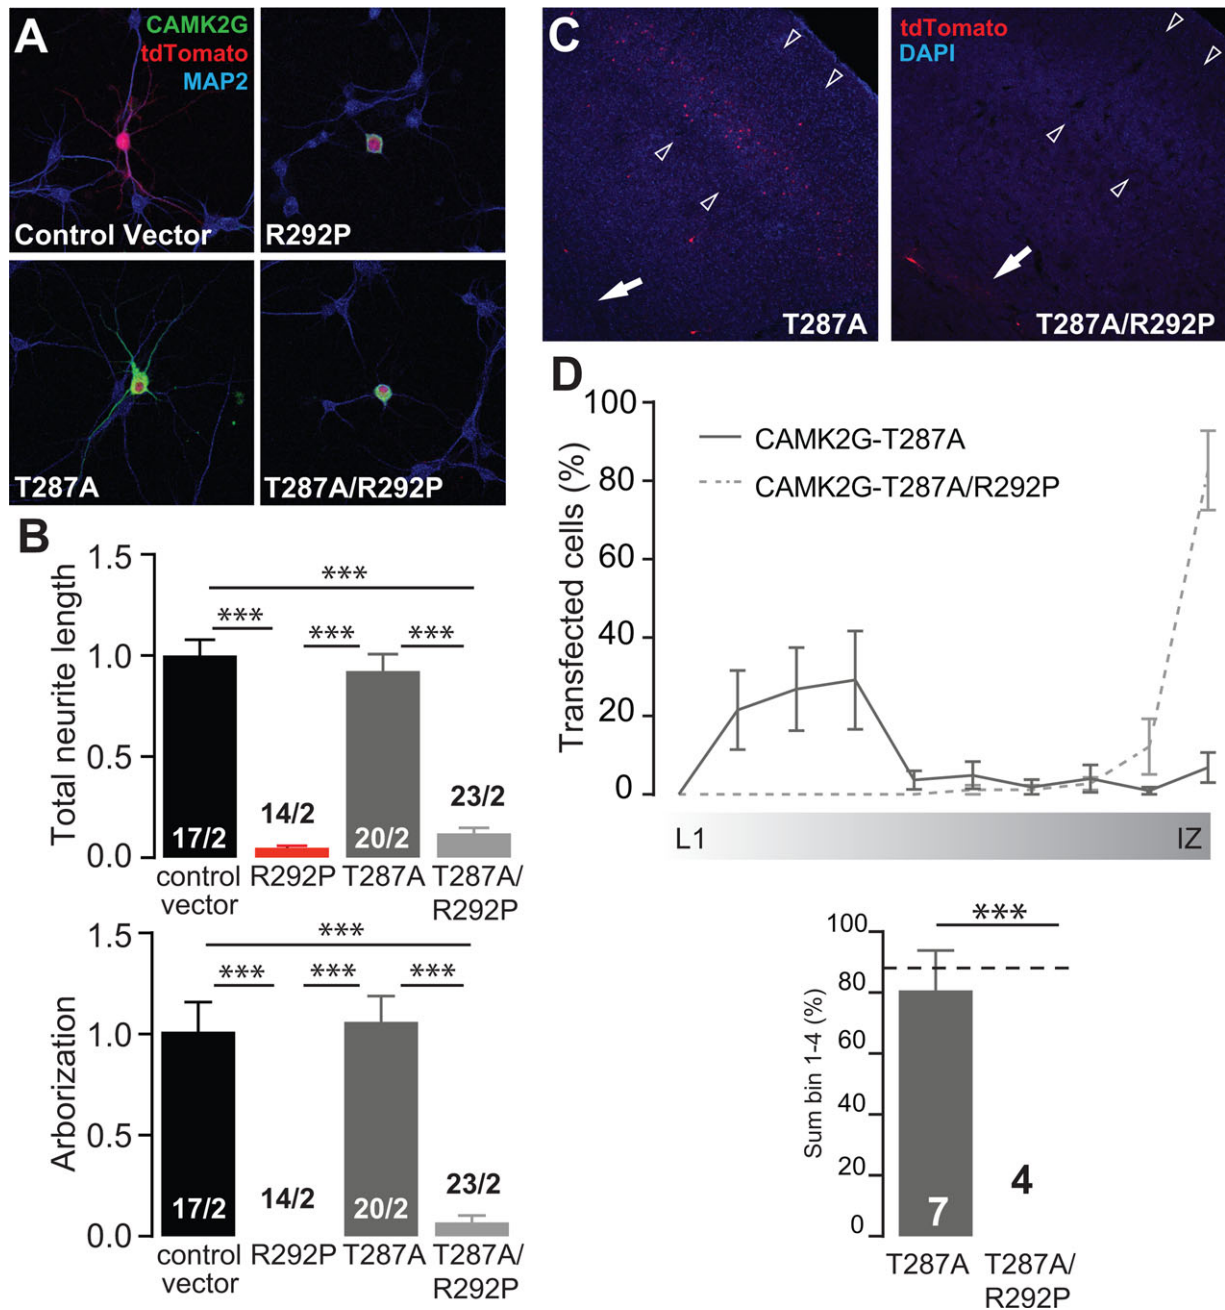 A
CAMK2G
tdTomato
MAP2
Control Vector
R292P
T287A
T287A/R292P
B
Total neurite length
1.5
1.0
0.5
0.0
***
***
***
***
17/2
14/2
20/2
23/2
control
vector
R292P
T287A
T287A/
R292P
Arborization
1.5
1.0
0.5
0.0
***
***
***
***
17/2
14/2
20/2
23/2
control
vector
R292P
T287A
T287A/
R292P
C
T287A
tdTomato
DAPI
T287A/R292P
D
Transfected cells (%)
100
80
60
40
20
0
CAMK2G-T287A
CAMK2G-T287A/R292P
L1
IZ
Sum bin 1-4 (%)
100
80
60
40
20
0
***
7
4
T287A
T287A/
R292P